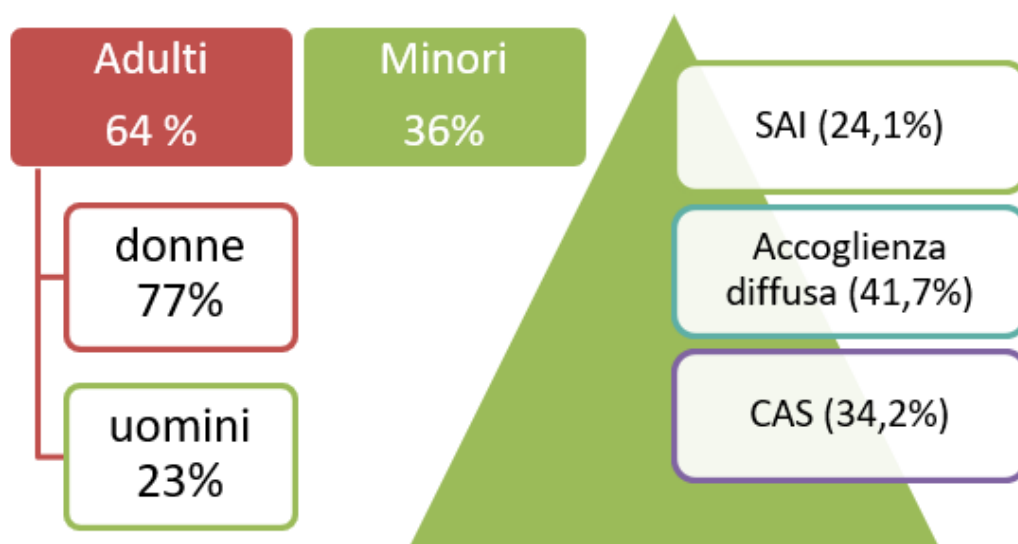 Adulti
64 %
Minori
36%
donne
77%
uomini
23%
SAI (24,1%)
Accoglienza
diffusa (41,7%)
CAS (34,2%)